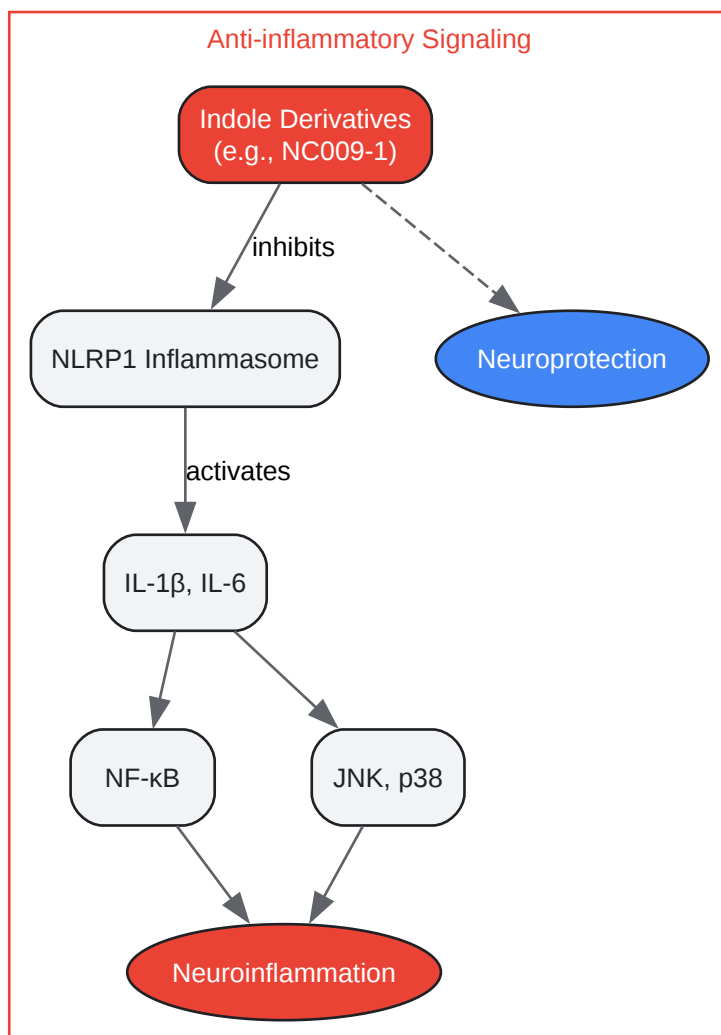 Anti-inflammatory Signaling
Indole Derivatives
(e.g., NC009-1)
inhibits
NLRP1 Inflammasome
Neuroprotection
activates
IL-1β, IL-6
NF-κB
JNK, p38
Neuroinflammation